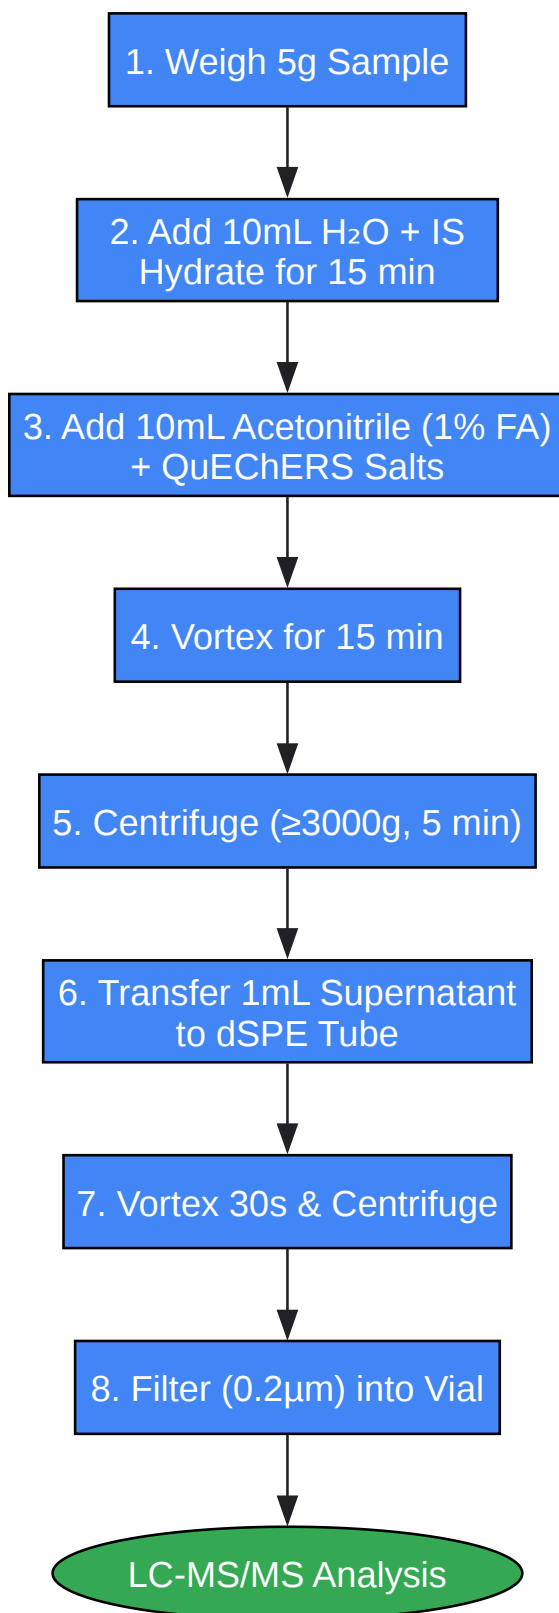 1. Weigh 5g Sample
2. Add 10mL H₂O + IS
Hydrate for 15 min
3. Add 10mL Acetonitrile (1% FA)
+ QuEChERS Salts
4. Vortex for 15 min
5. Centrifuge (≥3000g, 5 min)
6. Transfer 1mL Supernatant
to dSPE Tube
7. Vortex 30s & Centrifuge
8. Filter (0.2µm) into Vial
LC-MS/MS Analysis